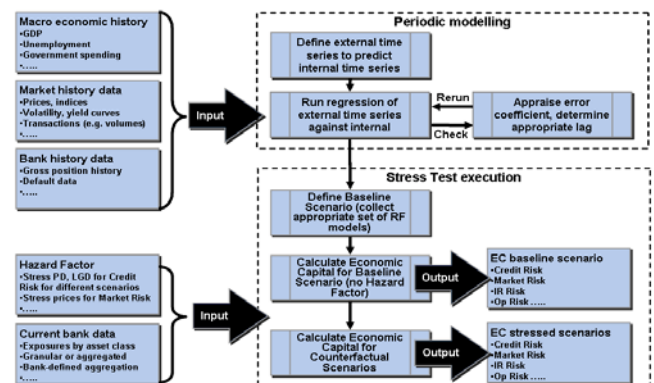 Macro economic history
•GDP
•Unemployment
•Government spending
•.....
Market history data
•Prices, indices
•Volatility, yield curves
•Transactions (e.g. volumes)
•.....
Bank history data
•Gross position history
•Default data
•.....
Input
Periodic modelling
Define external time
series to predict
internal time series
Run regression of
external time series
against internal
Rerun
Check
Appraise error
coefficient, determine
appropriate lag
Stress Test execution
Define Baseline
Scenario (collect
appropriate set of RF
models)
Hazard Factor
•Stress PD, LGD for Credit
Risk for different scenarios
•Stress prices for Market Risk
Current bank data
•Exposures by asset class
•Granular or aggregated
•Bank-defined aggregation
•.....
Input
Calculate Economic
Capital for Baseline
Scenario (no Hazard
Factor)
Output
EC baseline scenario
•Credit Risk
•Market Risk
•IR Risk
•Op Risk .....
Calculate Economic
Capital for
Counterfactual
Scenarios
Output
EC stressed scenarios
•Credit Risk
•Market Risk
•IR Risk
•Op Risk .....